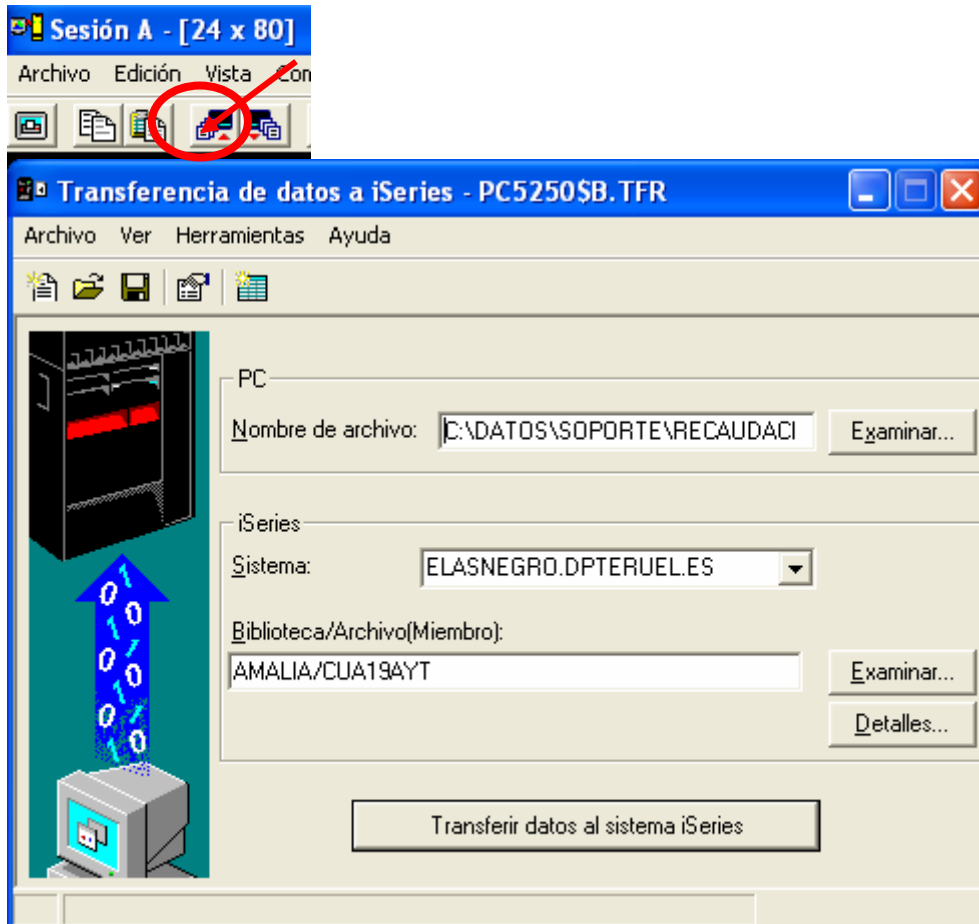 Sesión A - [24 x 80]
Archivo Edición Vista
Transferencia de datos a iSeries - PC5250$B.TFR
Archivo Ver Herramientas Ayuda
PC
Nombre de archivo: C:\DATOS\SOPORTE\RECAUDACI Examinar...
iSeries
Sistema: ELASNEGRO.DPTERUEL.ES
Biblioteca/Archivo(Miembro):
AMALIA/CUA19AYT Examinar...
Detalles...
Transferir datos al sistema iSeries